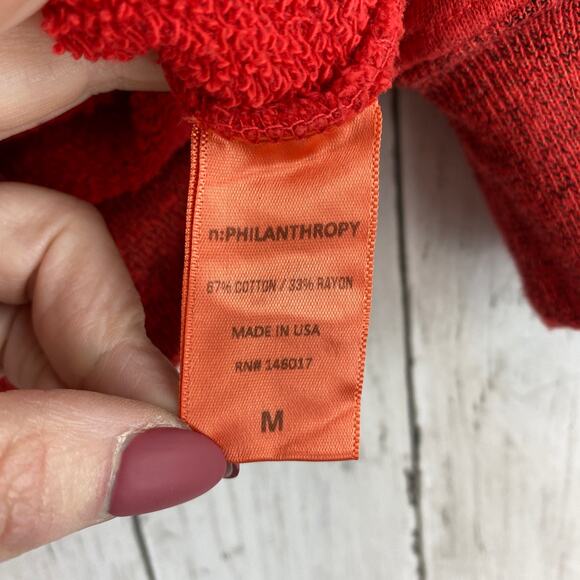 n:PHILANTHROPY
67% COTTON / 33% RAYON
MADE IN USA
RN# 146017
M